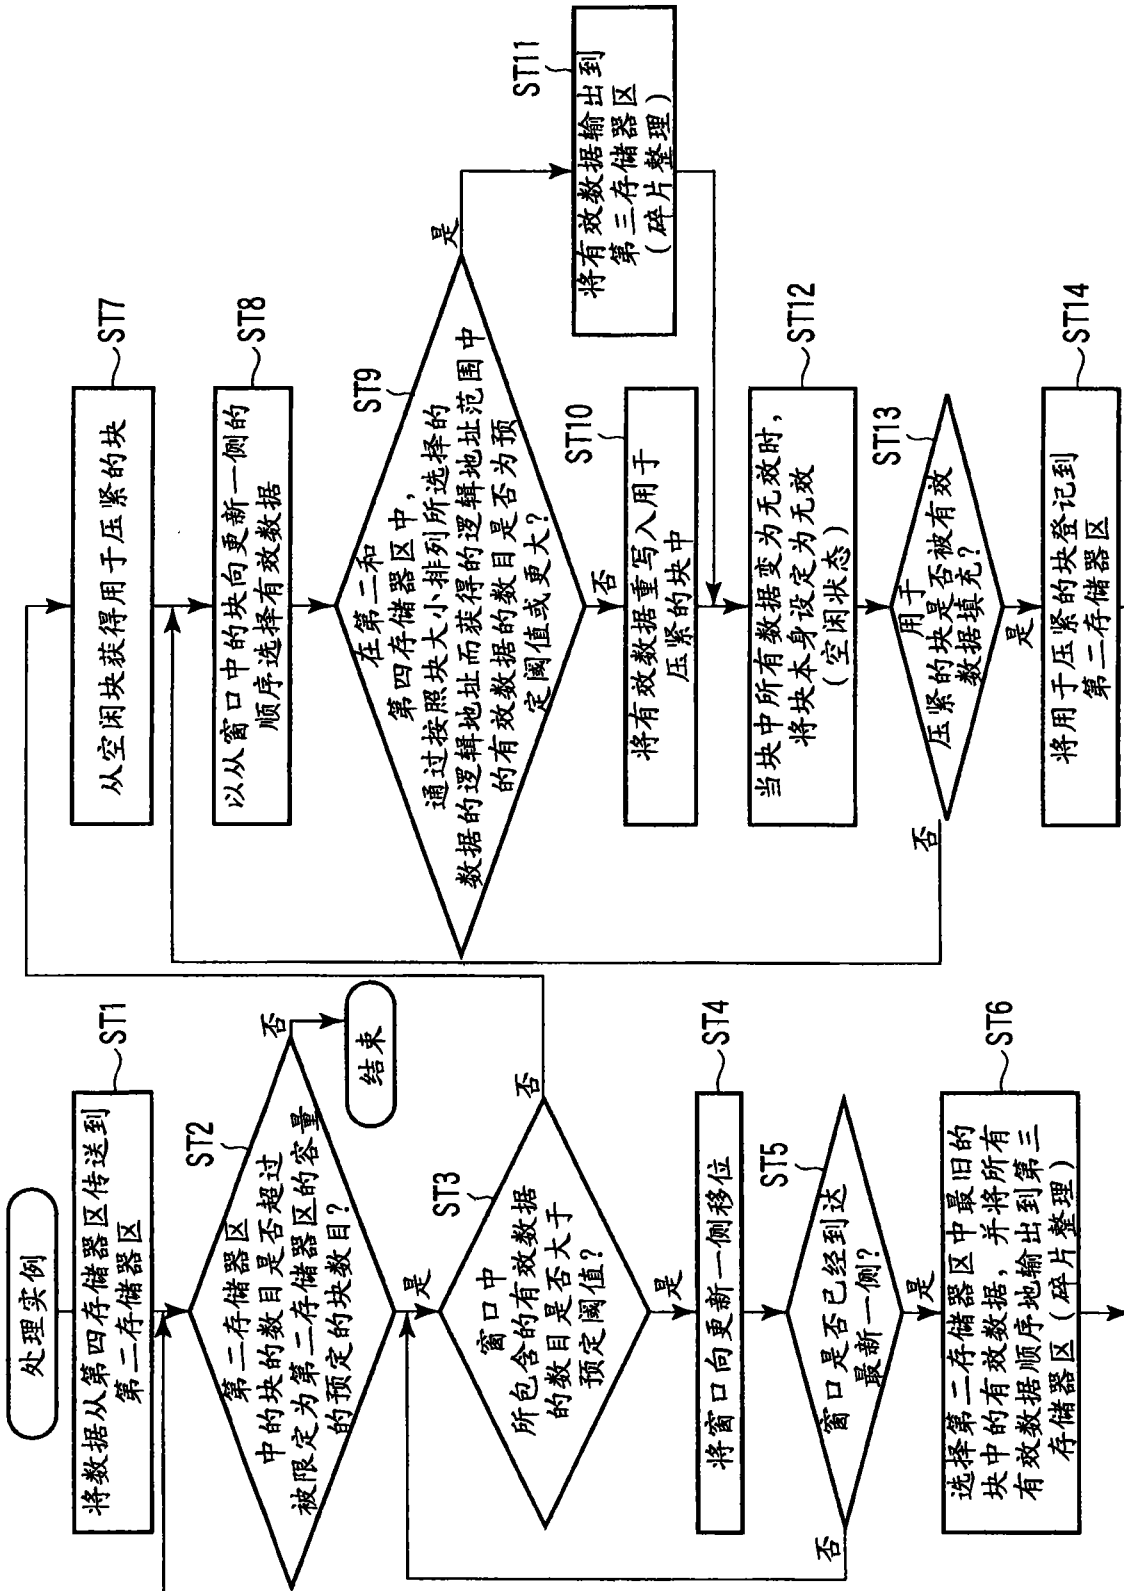 处理实例
ST1
将数据从第四存储器区传送到
第二存储器区
ST2
第二存储器区
中的块的数目是否超过
被限定为第二存储器区的容量
的预定的块数目?
否
结束
是
ST3
窗口中
所包含的有效数据
的数目是否大于
预定阈值?
否
是
ST4
将窗口向更新一侧移位
ST5
窗口是否已经到达
最新一侧?
否
是
ST6
选择第二存储器区中最旧的
块中的有效数据，并将所有
有效数据顺序地输出到第三
存储器区（碎片整理）
ST7
从空闲块获得用于压紧的块
ST8
以从窗口中的块向更新一侧的
顺序选择有效数据
ST9
在第二和
第四存储器区中，
通过按照块大小排列所选择的
数据的逻辑地址而获得的逻辑地址范围中
的有效数据的数目是否为预
定阈值或更大?
是
否
ST10
将有效数据重写入用于
压紧的块中
ST11
将有效数据输出到
第三存储器区
（碎片整理）
ST12
当块中所有数据变为无效时，
将块本身设定为无效
（空闲状态）
ST13
用于
压紧的块是否被有效
数据填充?
否
是
ST14
将用于压紧的块登记到
第二存储器区